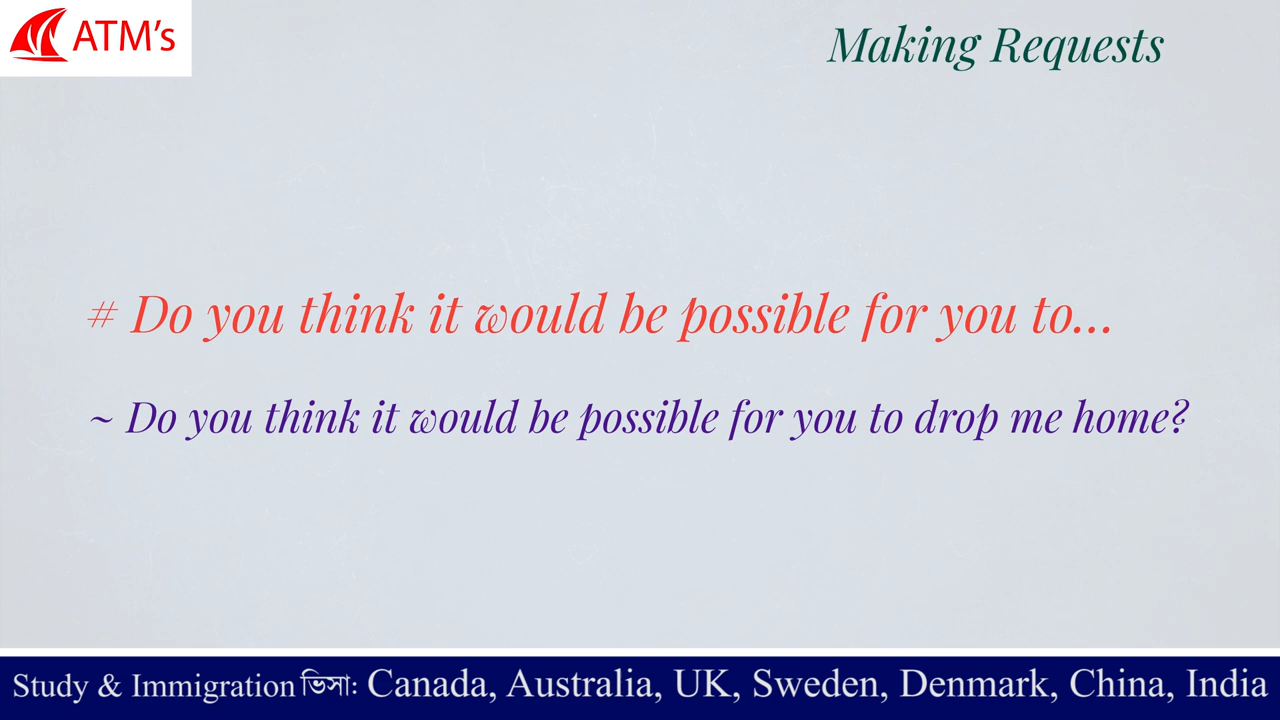 ATM's
Making Requests
# Do you think it would be possible for you to...
~ Do you think it would be possible for you to drop me home?
Study & Immigration ভিসাঃ Canada, Australia, UK, Sweden, Denmark, China, India